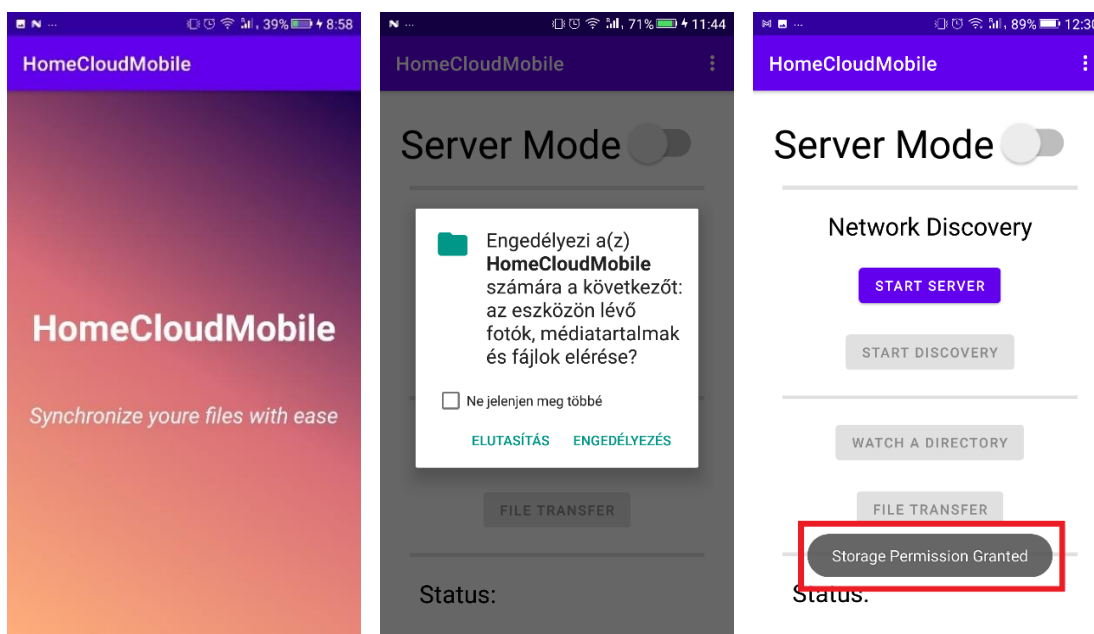 39% 8:58
HomeCloudMobile
HomeCloudMobile
Synchronize youre files with ease
71% 11:44
HomeCloudMobile
Server Mode
Engedélyezi a(z)
HomeCloudMobile
számára a következőt:
az eszközön lévő
fotók, médiatartalmak
és fájlok elérése?
Ne jelenjen meg többé
ELUTASÍTÁS ENGEDÉLYEZÉS
FILE TRANSFER
Status:
89% 12:30
HomeCloudMobile
Server Mode
Network Discovery
START SERVER
START DISCOVERY
WATCH A DIRECTORY
FILE TRANSFER
Storage Permission Granted
Status: